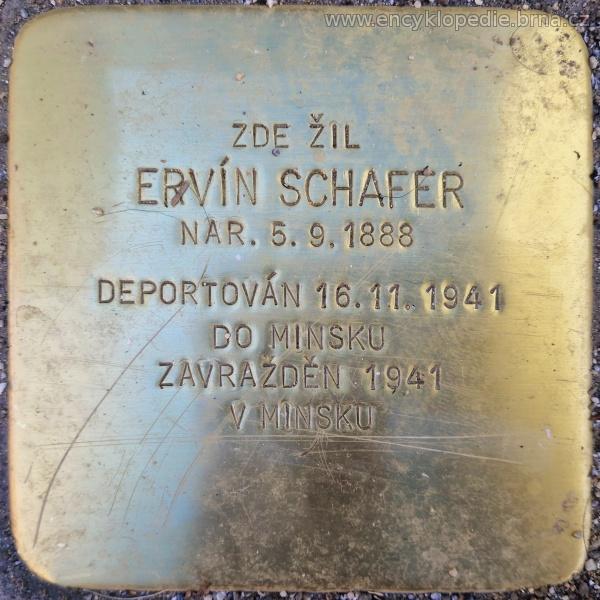 www.encyklopedie.brna.cz
ZDE ŽIL
ERVÍN SCHAFER
NAR. 5. 9. 1888
DEPORTOVÁN 16. 11. 1941
DO MINSKU
ZAVRAŽDĚN 1941
V MINSKU